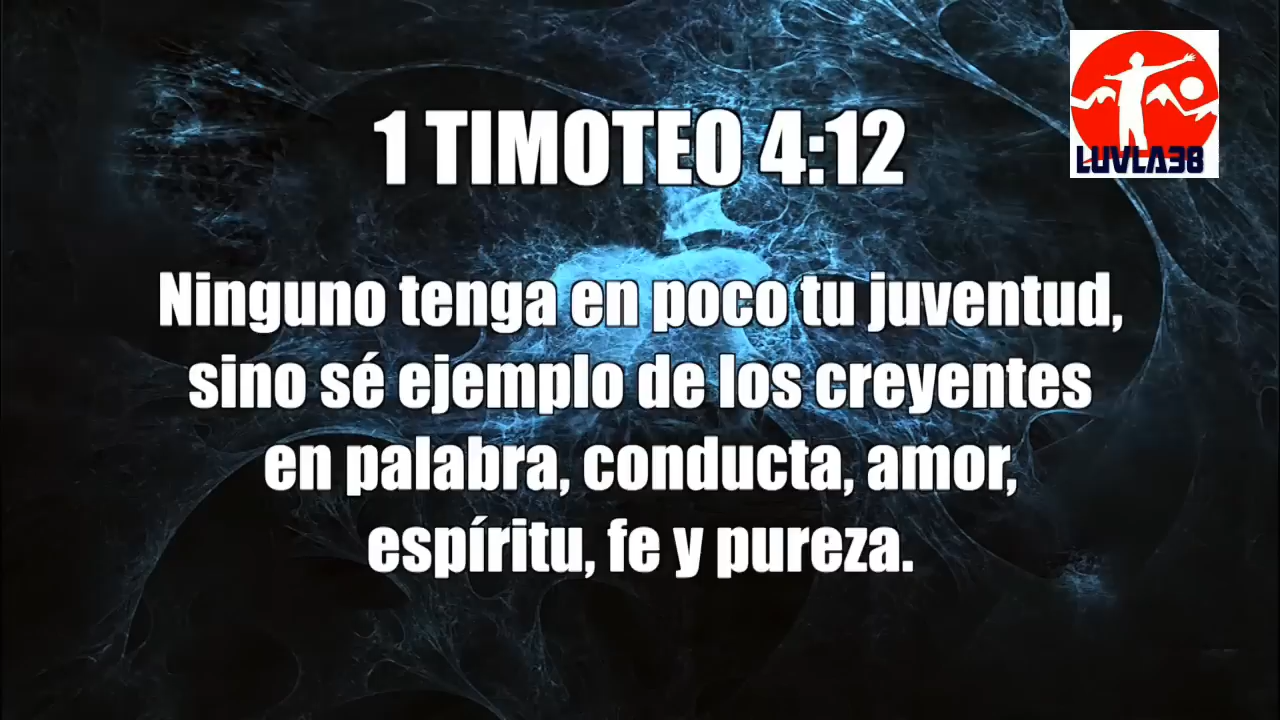 LUVLA38
1 TIMOTEO 4:12
Ninguno tenga en poco tu juventud,
sino sé ejemplo de los creyentes
en palabra, conducta, amor,
espíritu, fe y pureza.